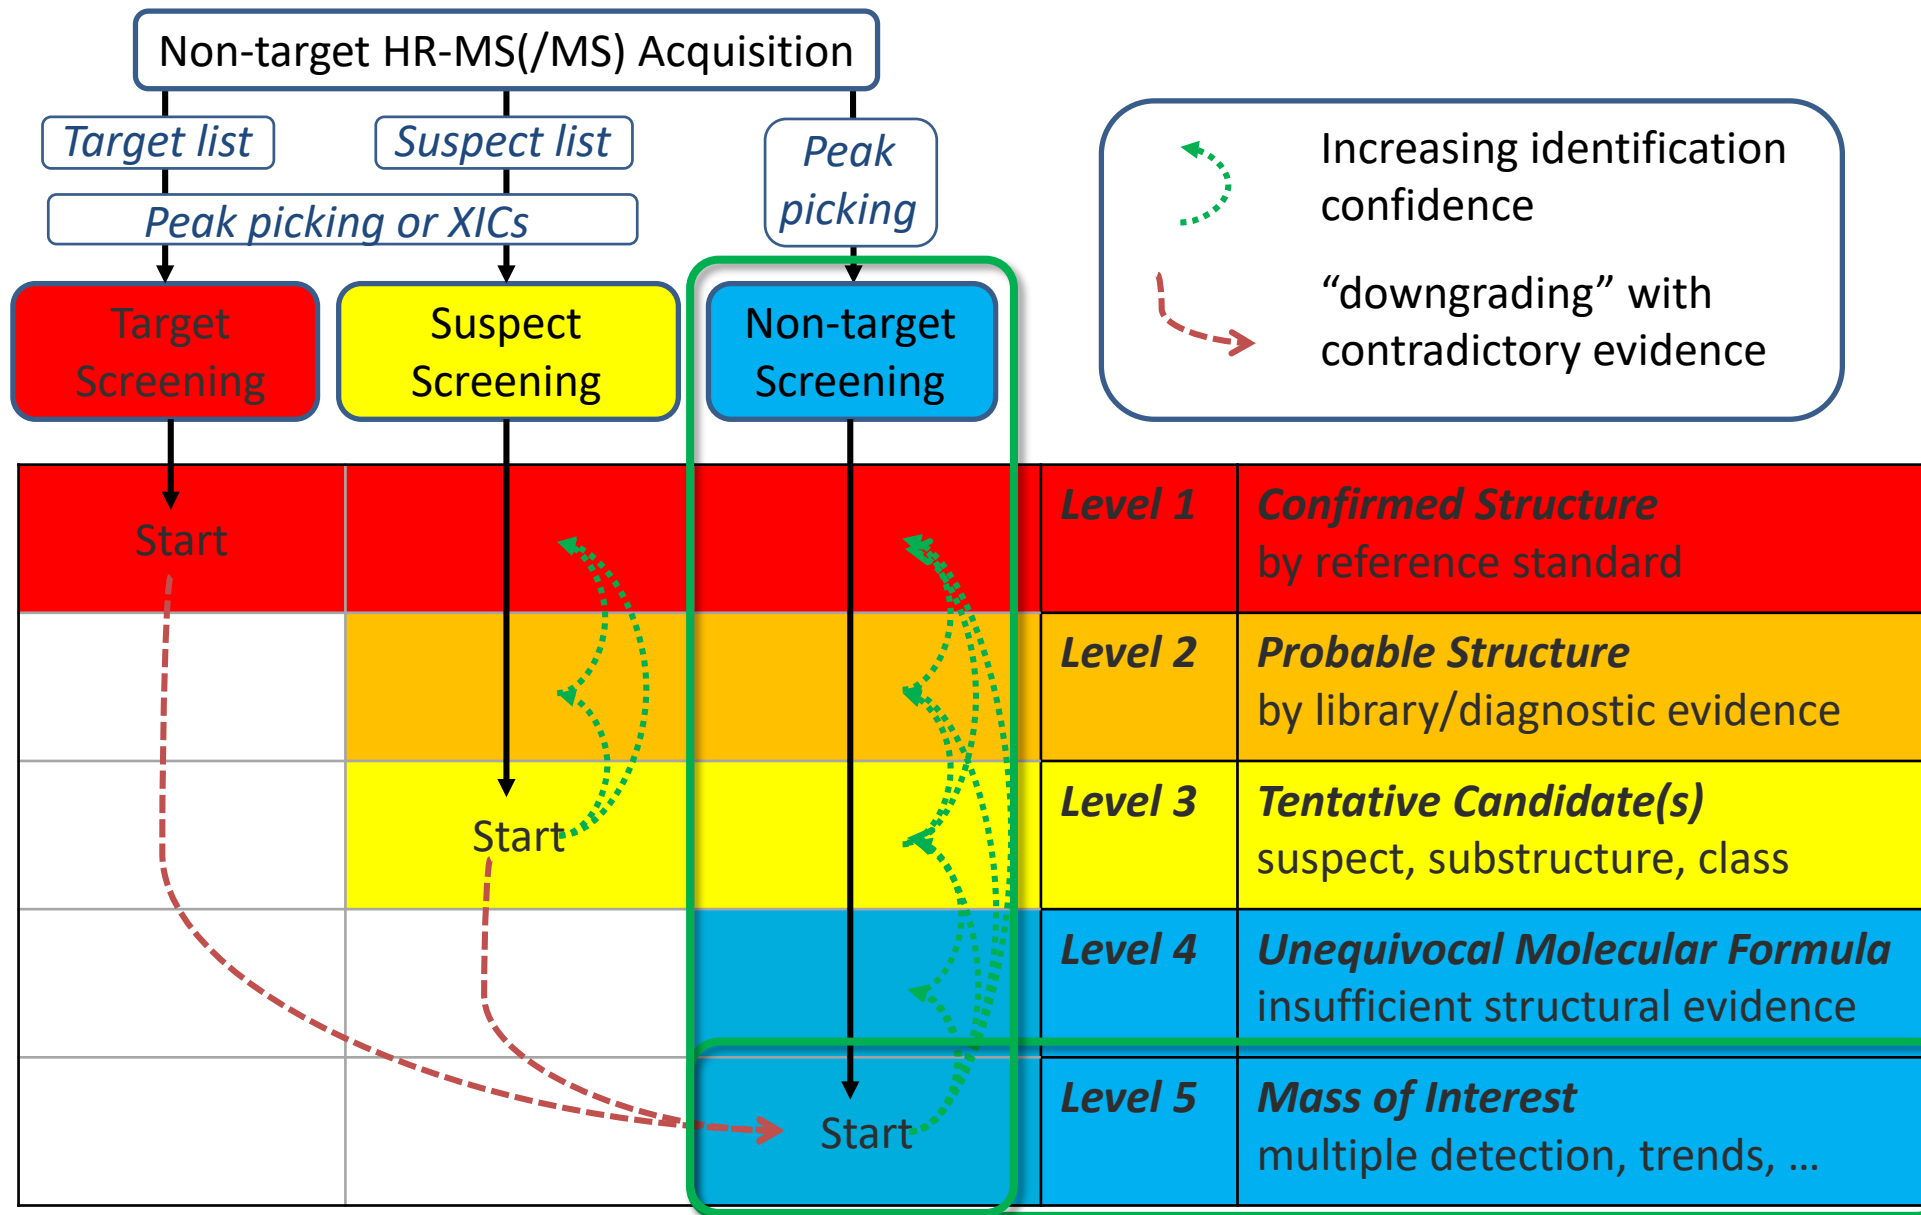 Non-target HR-MS(/MS) Acquisition
Target list
Suspect list
Peak
picking
Peak picking or XICs
Target
Screening
Suspect
Screening
Non-target
Screening
Increasing identification
confidence
“downgrading” with
contradictory evidence
Start
Level 1
Confirmed Structure
by reference standard
Level 2
Probable Structure
by library/diagnostic evidence
Start
Level 3
Tentative Candidate(s)
suspect, substructure, class
Level 4
Unequivocal Molecular Formula
insufficient structural evidence
Start
Level 5
Mass of Interest
multiple detection, trends, …